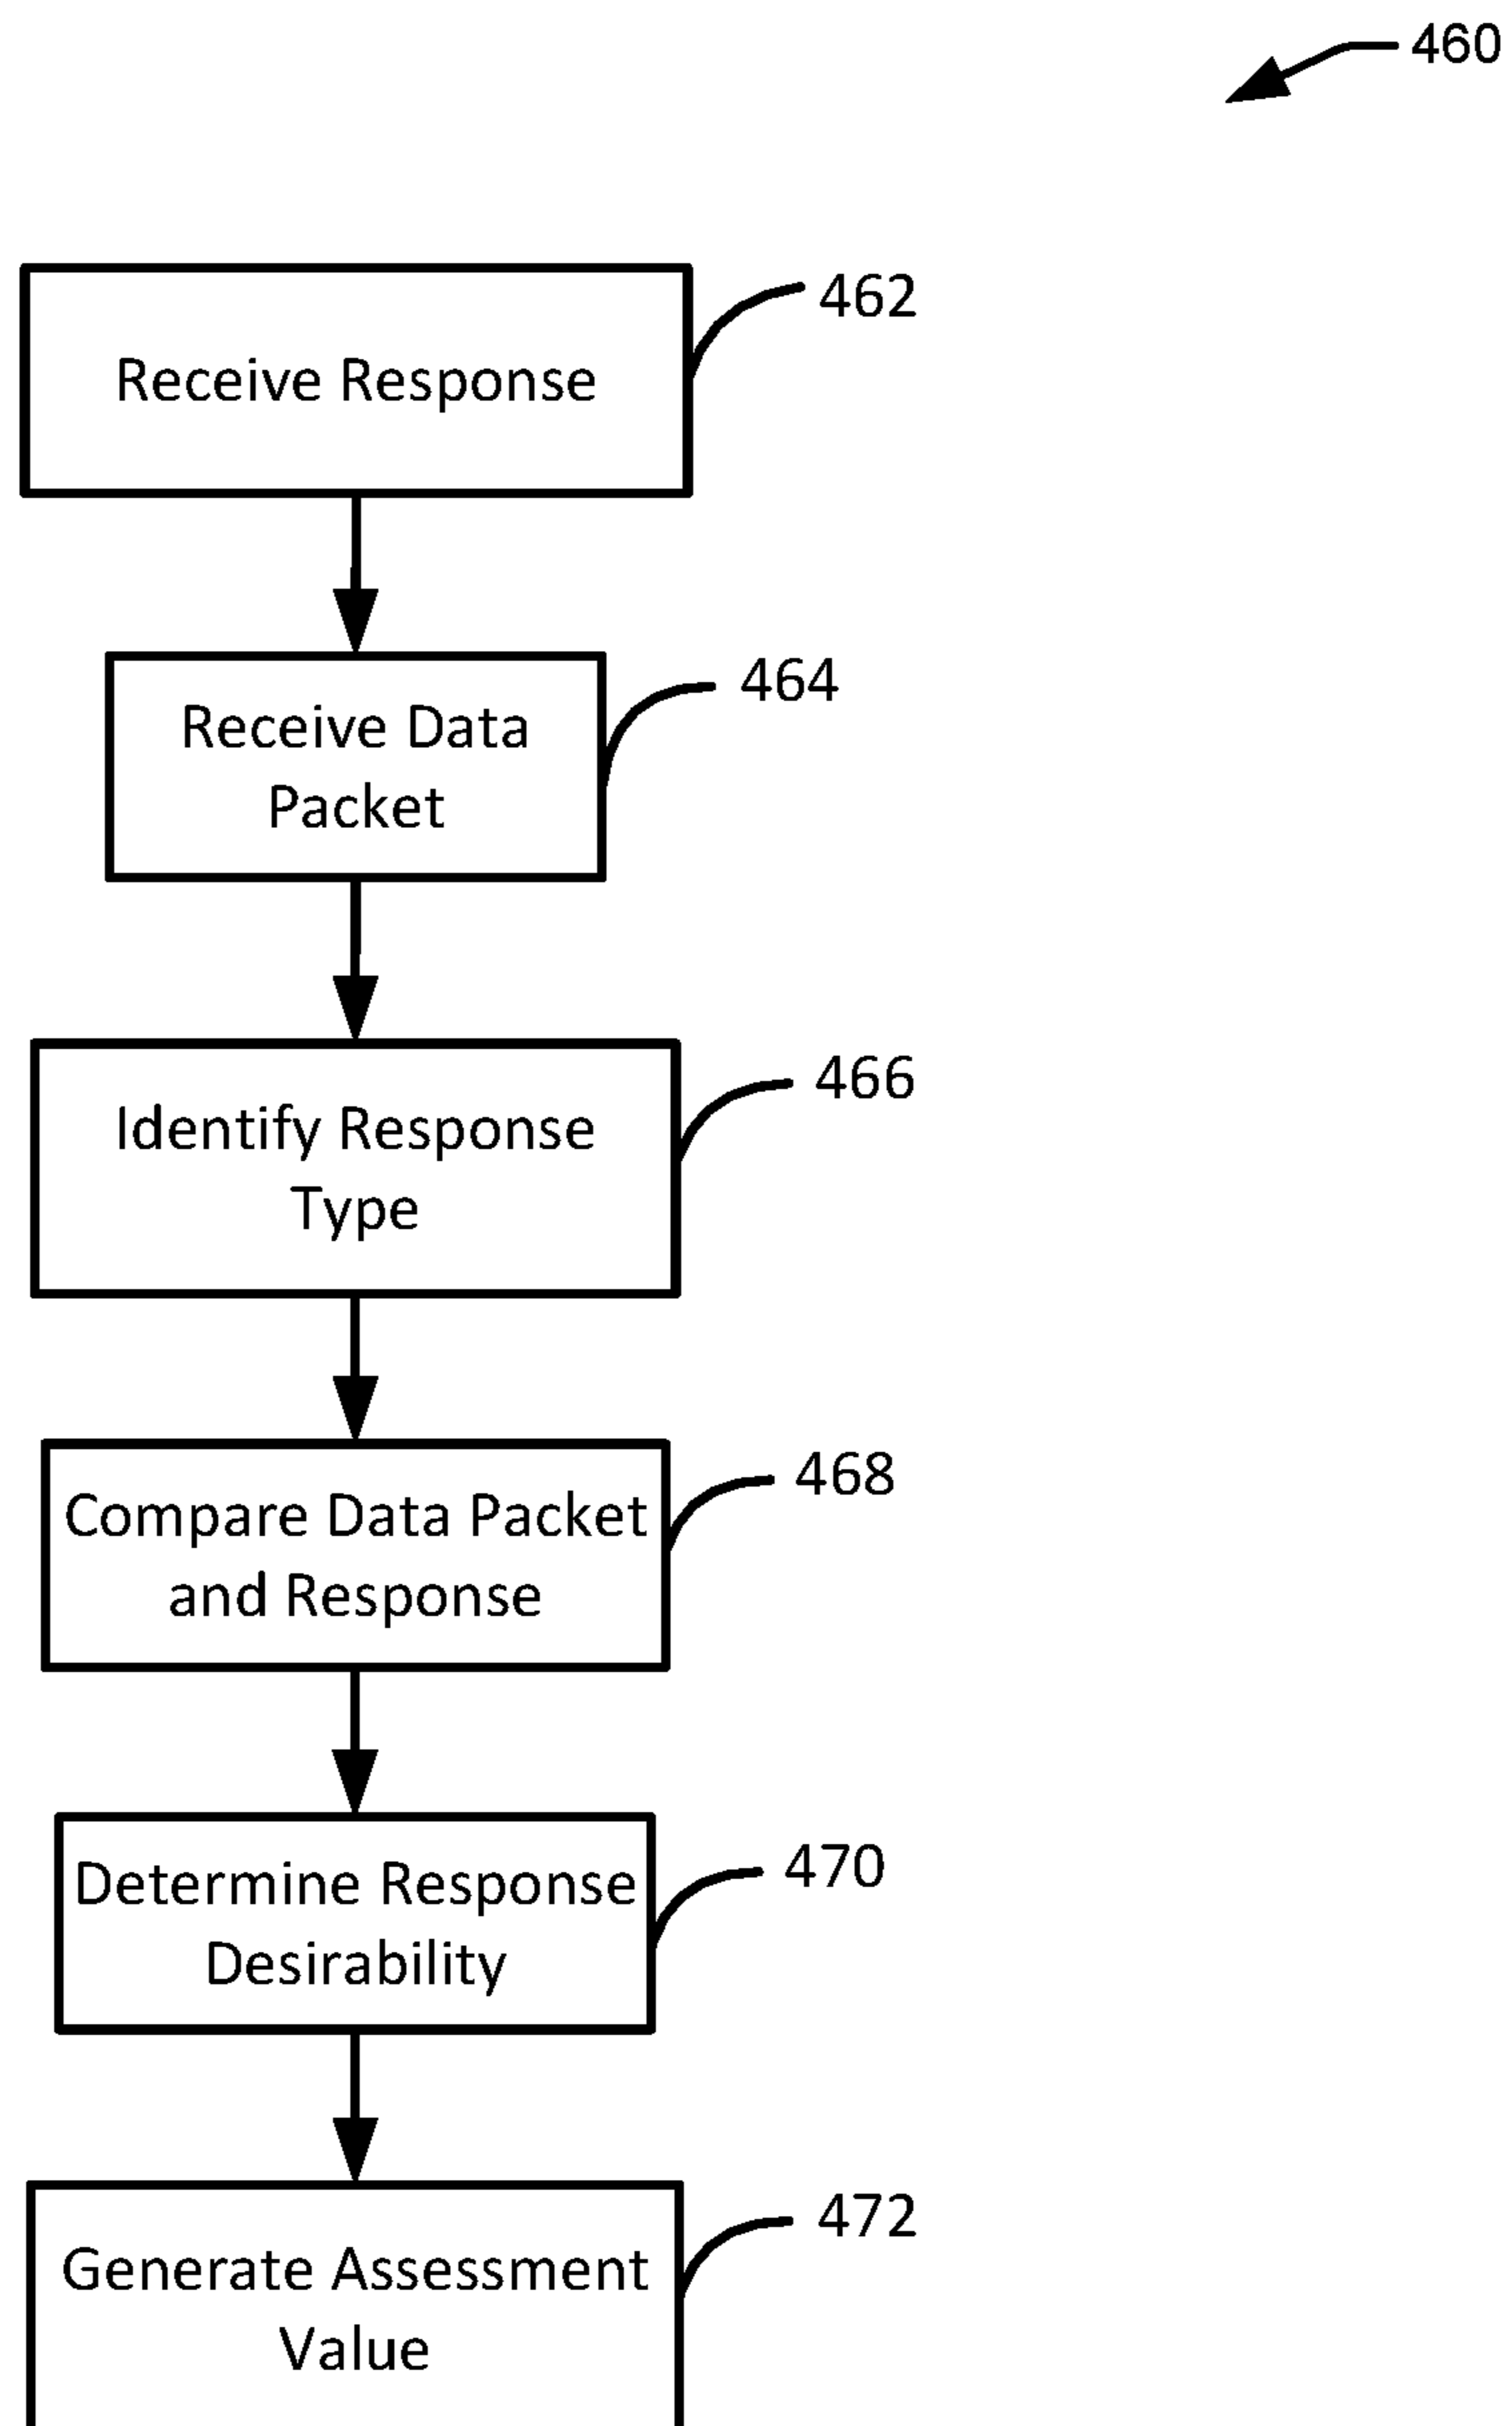 460
462
Receive Response
464
Receive Data
Packet
466
Identify Response
Type
468
Compare Data Packet
and Response
470
Determine Response
Desirability
472
Generate Assessment
Value